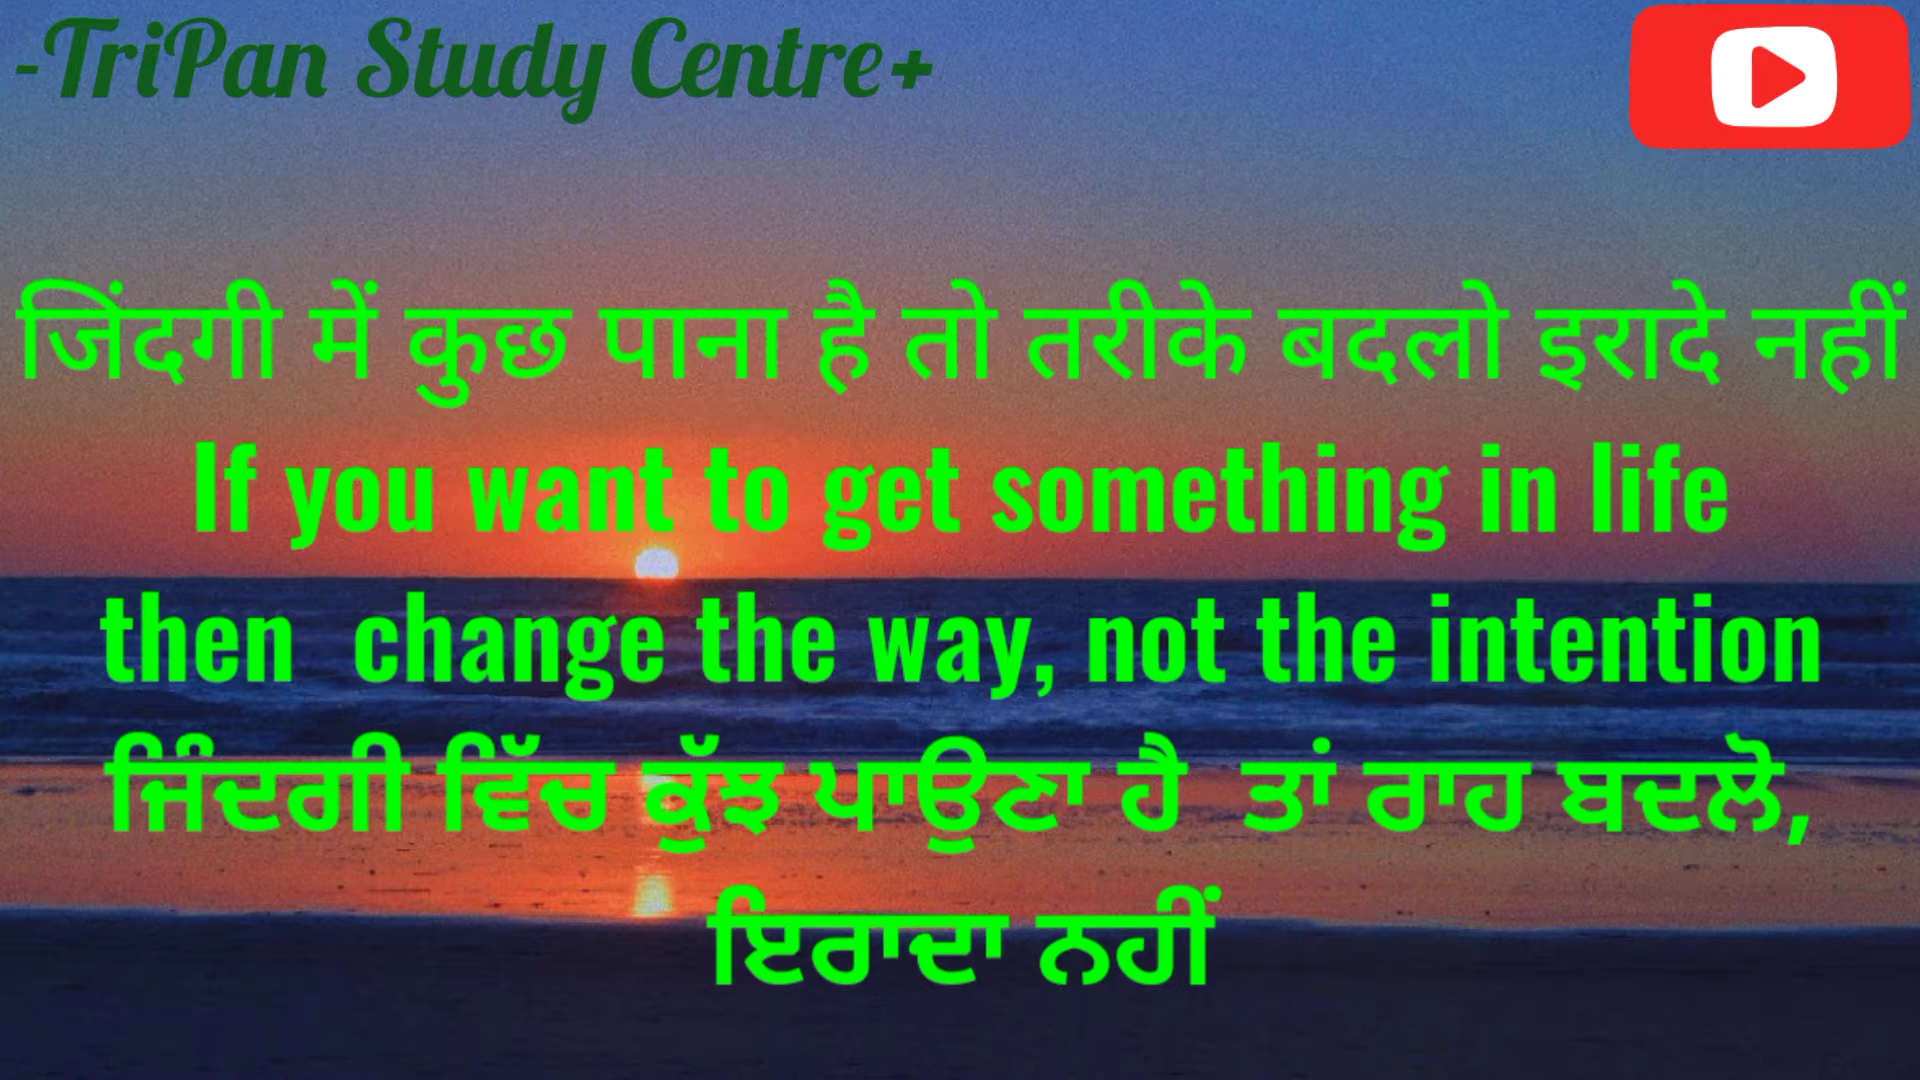 -TriPan Study Centre+
जिंदगी में कुछ पाना है तो तरीके बदलो इरादे नहीं
If you want to get something in life
then  change the way, not the intention
ਜਿੰਦਗੀ ਵਿੱਚ ਕੁੱਝ ਪਾਉਣਾ ਹੈ  ਤਾਂ ਰਾਹ ਬਦਲੋ,
ਇਰਾਦਾ ਨਹੀਂ